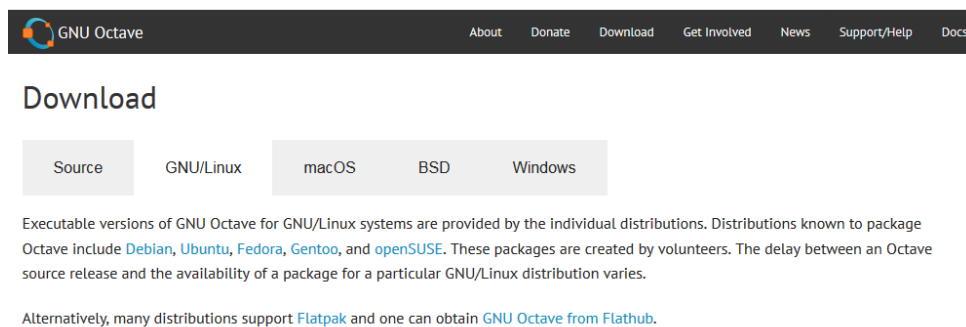 GNU Octave About Donate Download Get Involved News Support/Help Docs
Download
Source GNU/Linux macOS BSD Windows
Executable versions of GNU Octave for GNU/Linux systems are provided by the individual distributions. Distributions known to package
Octave include Debian, Ubuntu, Fedora, Gentoo, and openSUSE. These packages are created by volunteers. The delay between an Octave
source release and the availability of a package for a particular GNU/Linux distribution varies.
Alternatively, many distributions support Flatpak and one can obtain GNU Octave from Flathub.